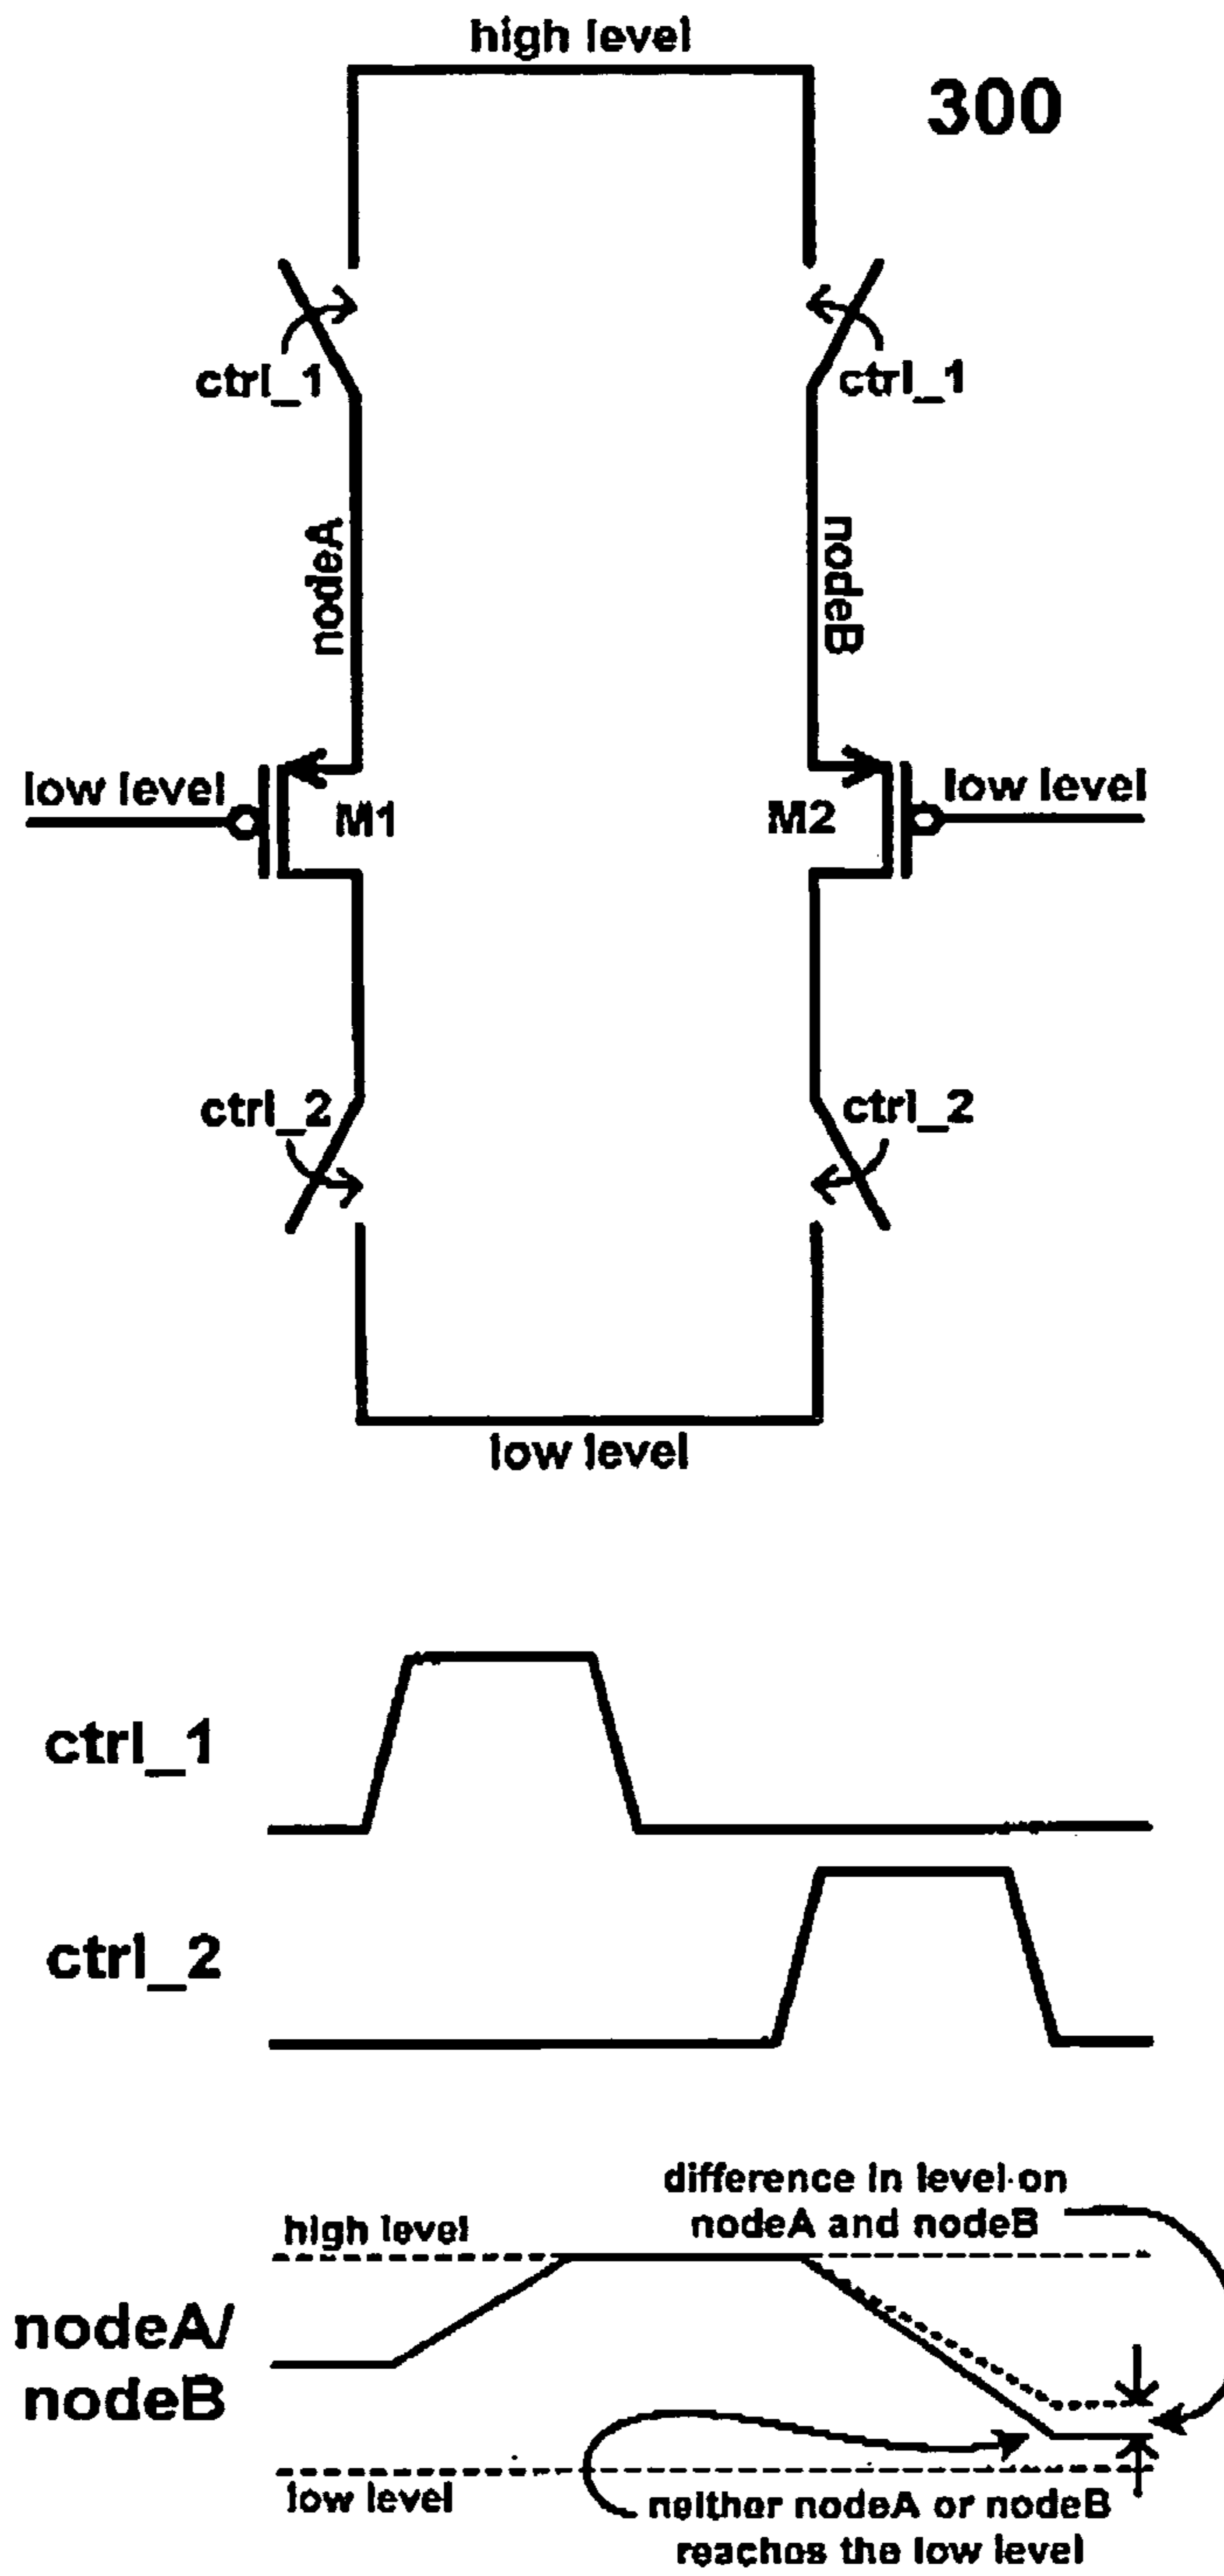 high level
300
ctrl_1
ctrl_1
nodeA
nodeB
low level
M1
M2
low level
ctrl_2
ctrl_2
low level
ctrl_1
ctrl_2
difference in level on
nodeA and nodeB
high level
nodeA/
nodeB
low level
neither nodeA or nodeB
reaches the low level